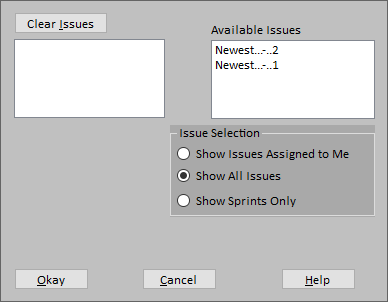 Clear Issues
Available Issues
Newest...-..2
Newest...-..1
Issue Selection
Show Issues Assigned to Me
Show All Issues
Show Sprints Only
Okay
Cancel
Help